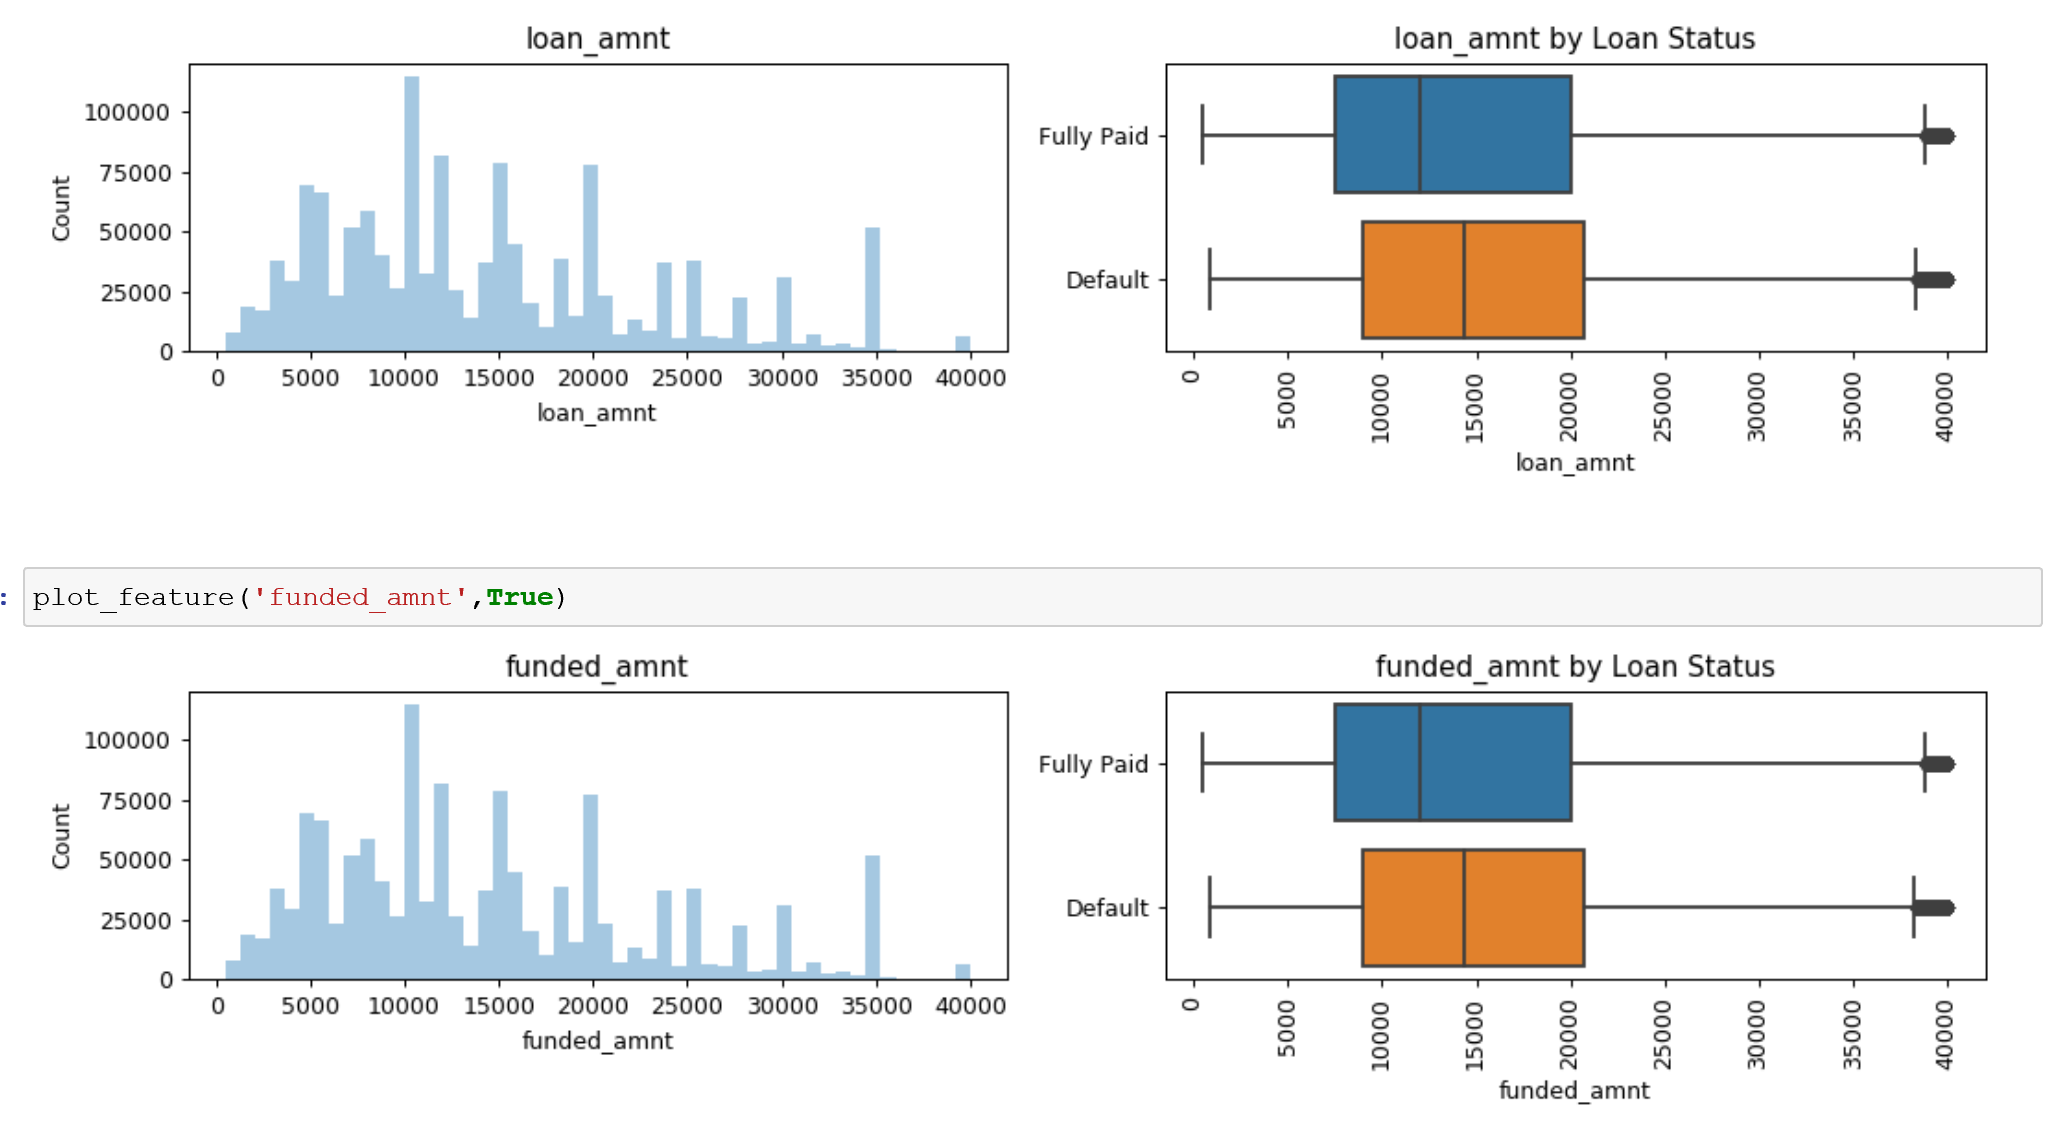 loan_amnt
100000
75000
50000
25000
0
Count
0 5000 10000 15000 20000 25000 30000 35000 40000
loan_amnt
loan_amnt by Loan Status
Fully Paid
Default
0 5000 10000 15000 20000 25000 30000 35000 40000
loan_amnt
: plot_feature('funded_amnt',True)
funded_amnt
100000
75000
50000
25000
0
Count
0 5000 10000 15000 20000 25000 30000 35000 40000
funded_amnt
funded_amnt by Loan Status
Fully Paid
Default
0 5000 10000 15000 20000 25000 30000 35000 40000
funded_amnt